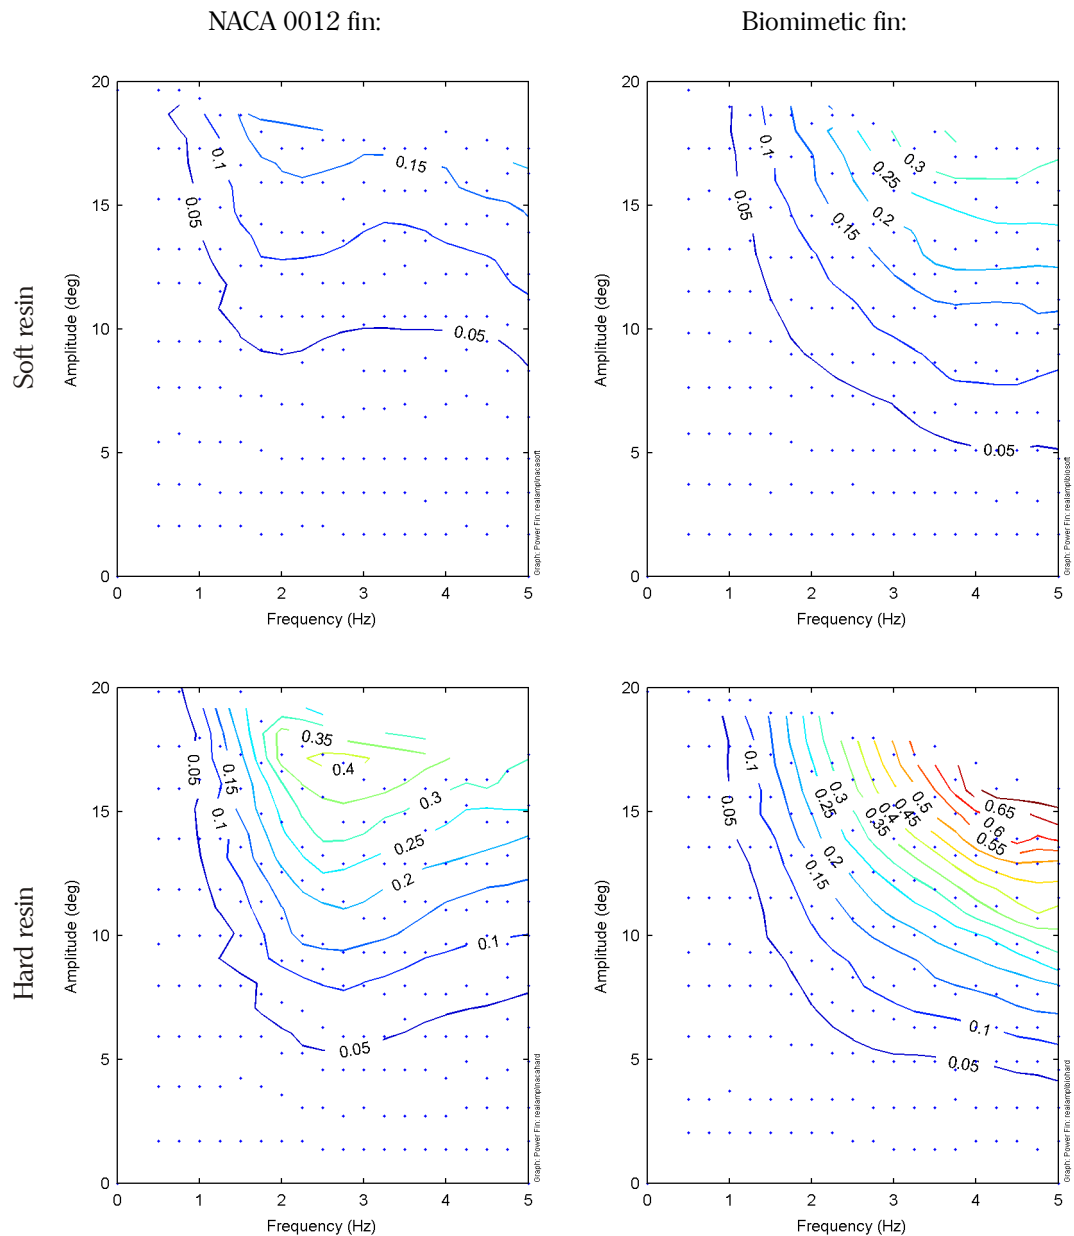 NACA 0012 fin:
Biomimetic fin:
Soft resin
20
15
10
5
0
0 1 2 3 4 5
Amplitude (deg)
Frequency (Hz)
0.05
0.1
0.15
0.05
Graph: Power Fin: realamp\nacasoft
20
15
10
5
0
0 1 2 3 4 5
Amplitude (deg)
Frequency (Hz)
0.05
0.1
0.15
0.2
0.25
0.3
0.05
Graph: Power Fin: realamp\biosoft
Hard resin
20
15
10
5
0
0 1 2 3 4 5
Amplitude (deg)
Frequency (Hz)
0.05
0.1
0.15
0.35
0.4
0.3
0.25
0.2
0.1
0.05
Graph: Power Fin: realamp\nacahard
20
15
10
5
0
0 1 2 3 4 5
Amplitude (deg)
Frequency (Hz)
0.05
0.1
0.15
0.2
0.25
0.3
0.35
0.4
0.45
0.5
0.55
0.6
0.65
0.1
0.05
Graph: Power Fin: realamp\biohard